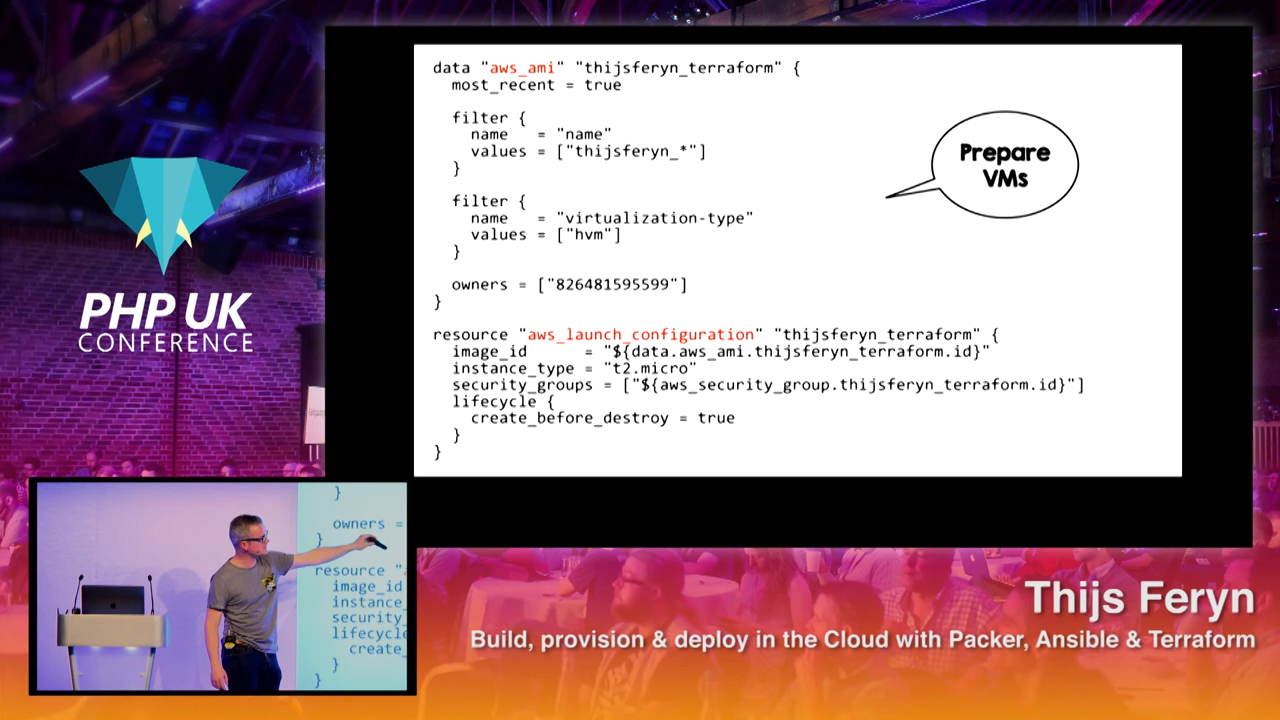 data "aws_ami" "thijsferyn_terraform" {
  most_recent = true

  filter {
    name   = "name"
    values = ["thijsferyn_*"]
  }

  filter {
    name   = "virtualization-type"
    values = ["hvm"]
  }

  owners = ["826481595599"]
}

resource "aws_launch_configuration" "thijsferyn_terraform" {
  image_id      = "${data.aws_ami.thijsferyn_terraform.id}"
  instance_type = "t2.micro"
  security_groups = ["${aws_security_group.thijsferyn_terraform.id}"]
  lifecycle {
    create_before_destroy = true
  }
}
Prepare
VMs
PHP UK
CONFERENCE
}
owners =
}
resource "a
image_id
instance_
security_
lifecycle
create_
}
}
Thijs Feryn
Build, provision & deploy in the Cloud with Packer, Ansible & Terraform